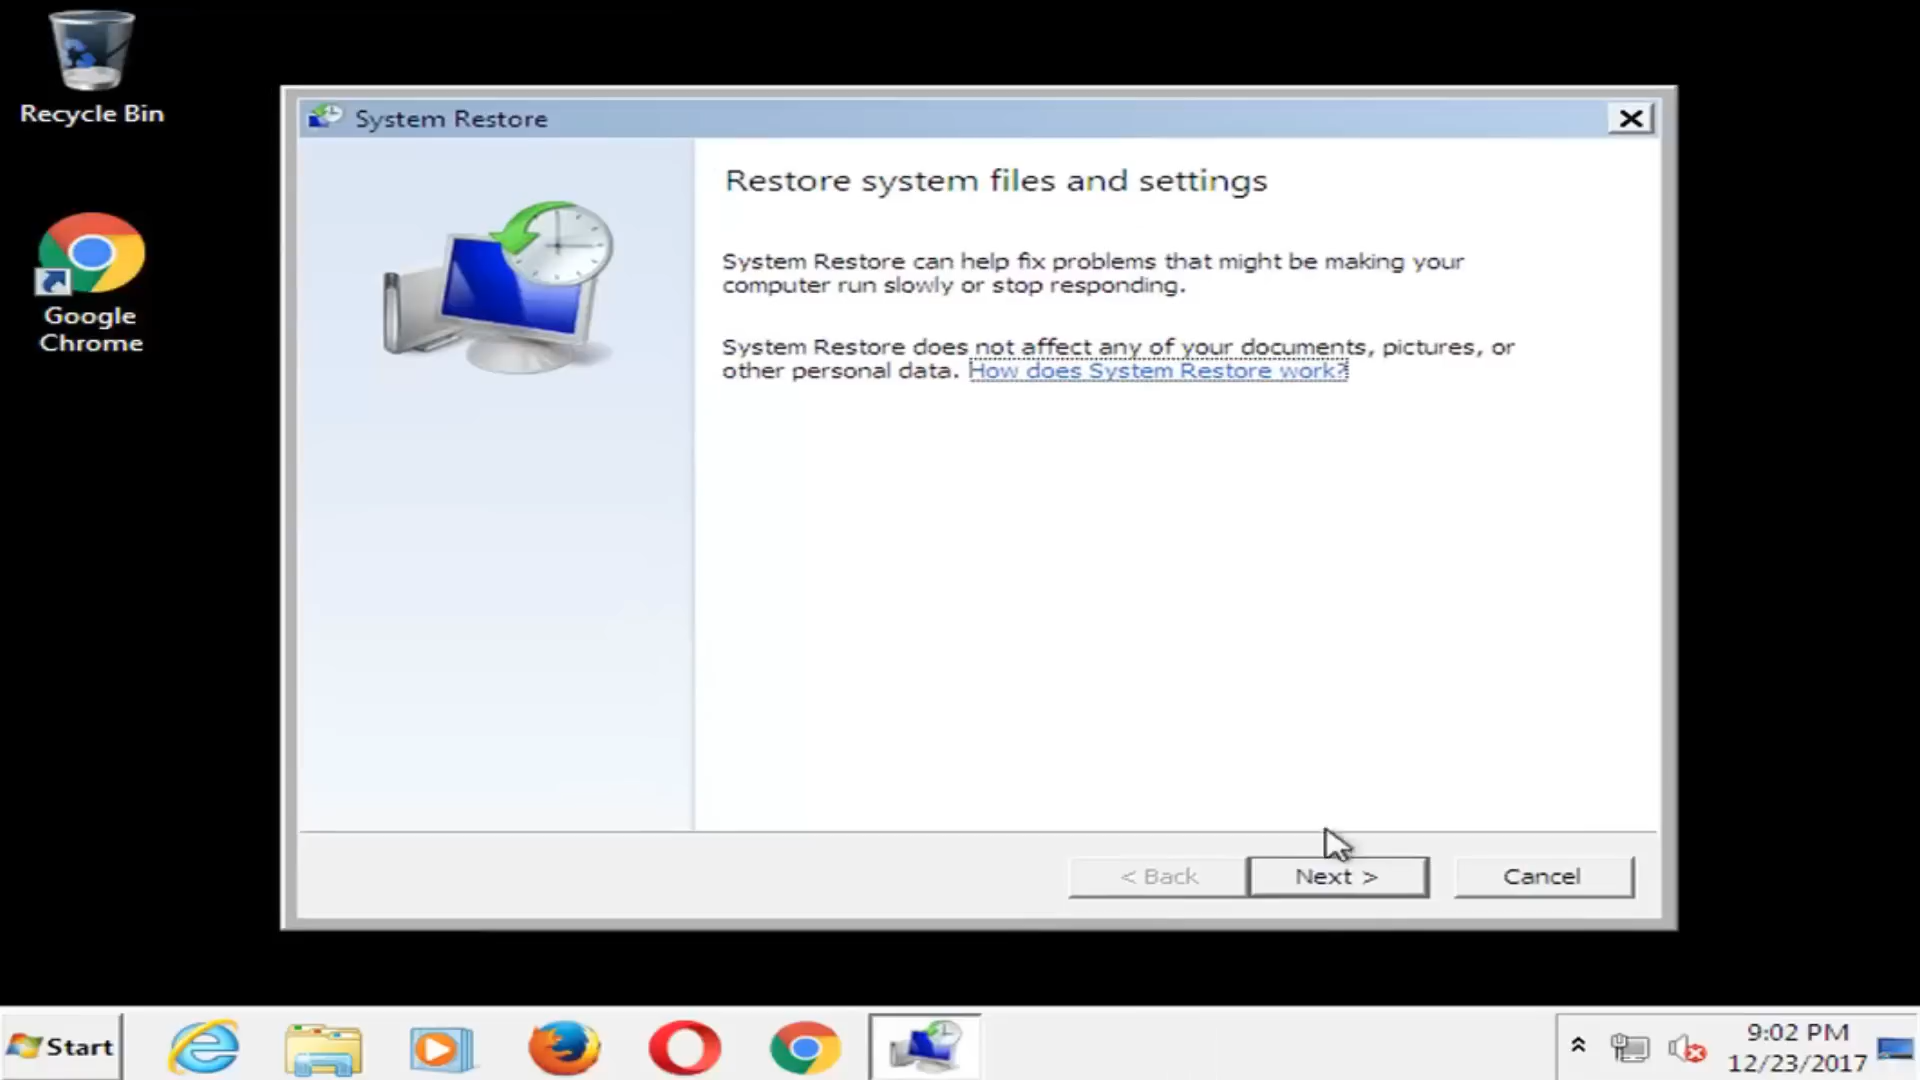 Recycle Bin
Google
Chrome
System Restore
Restore system files and settings
System Restore can help fix problems that might be making your
computer run slowly or stop responding.
System Restore does not affect any of your documents, pictures, or
other personal data. How does System Restore work?
< Back
Next >
Cancel
Start
9:02 PM
12/23/2017